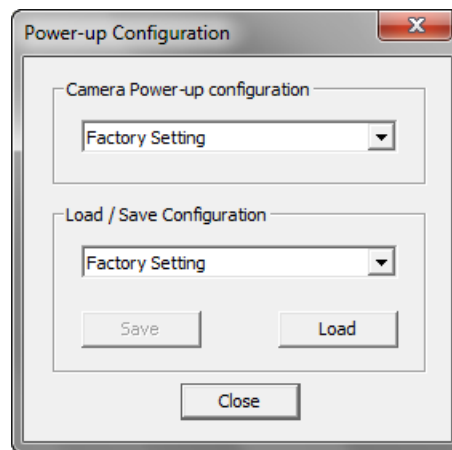 Power-up Configuration
Camera Power-up configuration
Factory Setting
Load / Save Configuration
Factory Setting
Save Load
Close